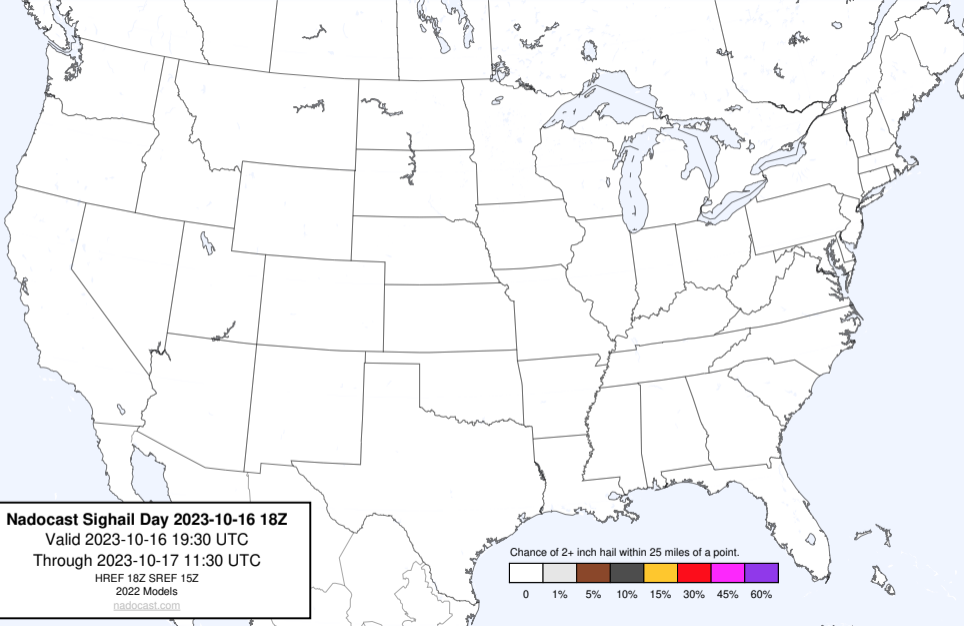 Nadocast Sighail Day 2023-10-16 18Z
Valid 2023-10-16 19:30 UTC
Through 2023-10-17 11:30 UTC
HREF 18Z SREF 15Z
2022 Models
nadocast.com
Chance of 2+ inch hail within 25 miles of a point.
0 1% 5% 10% 15% 30% 45% 60%